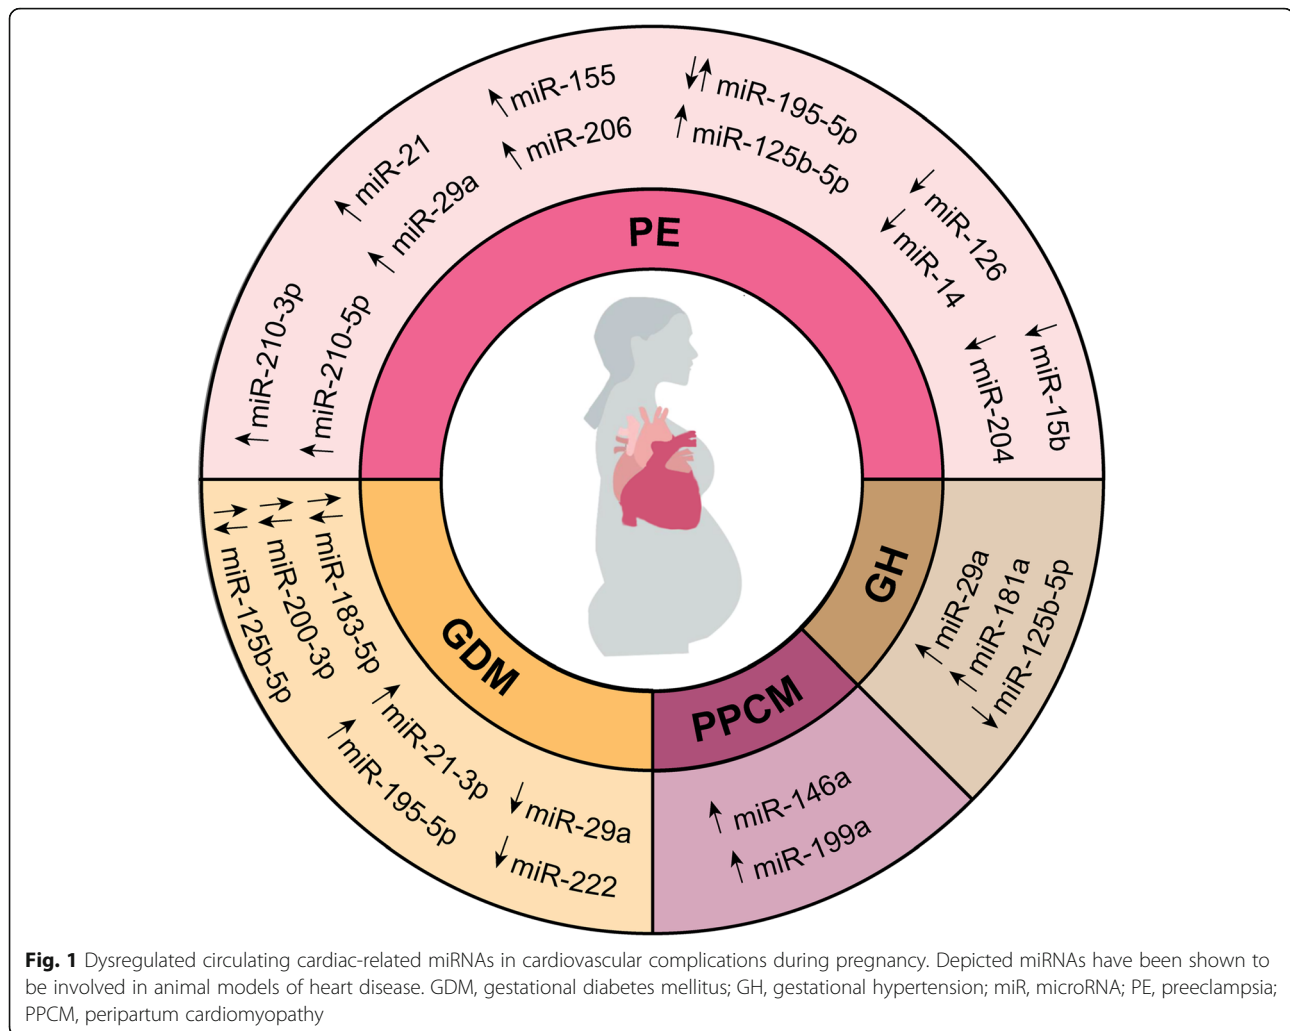 ↑miR-155
↑miR-206
↓↑miR-195-5p
↑miR-125b-5p
↑miR-21
↑miR-29a
↓miR-126
↓miR-14
↑miR-210-3p
↑miR-210-5p
↓miR-15b
↓miR-204
PE
GH
↑miR-29a
↑miR-181a
↓miR-125b-5p
PPCM
↑miR-146a
↑miR-199a
GDM
→←miR-125b-5p
→←miR-200-3p
→←miR-183-5p
↑miR-21-3p
↑miR-195-5p
↓miR-29a
↓miR-222
Fig. 1 Dysregulated circulating cardiac-related miRNAs in cardiovascular complications during pregnancy. Depicted miRNAs have been shown to
be involved in animal models of heart disease. GDM, gestational diabetes mellitus; GH, gestational hypertension; miR, microRNA; PE, preeclampsia;
PPCM, peripartum cardiomyopathy